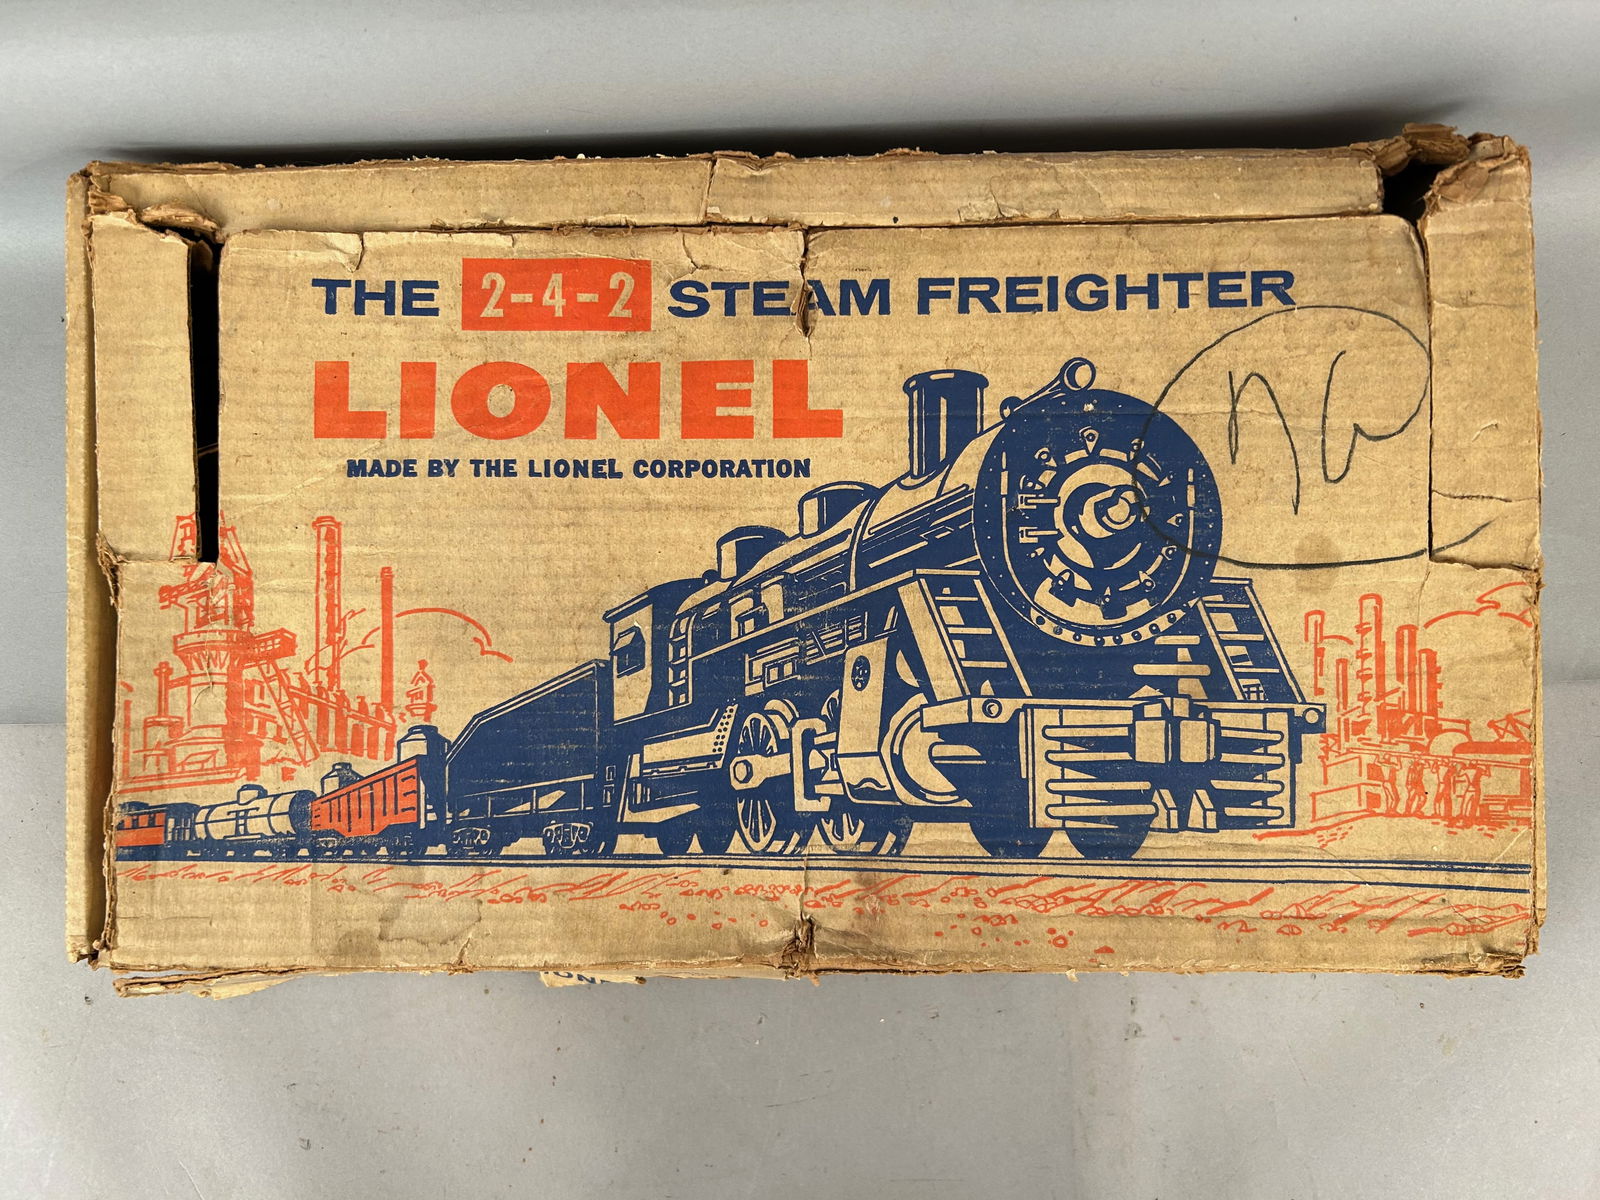 THE 2-4-2 STEAM FREIGHTER
LIONEL
MADE BY THE LIONEL CORPORATION